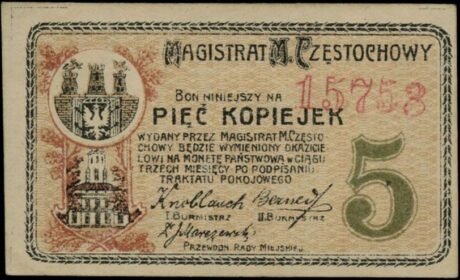 MAGISTRAT M. CZĘSTOCHOWY
BON NINIEJSZY NA
15753
PIĘĆ KOPIEJEK
WYDANY PRZEZ MAGISTRAT M. CZĘSTO-
CHOWY BĘDZIE WYMIENIONY OKAZICIE-
LOWI NA MONETĘ PAŃSTWOWĄ W CIĄGU
TRZECH MIESIĘCY PO PODPISANIU
TRAKTATU POKOJOWEGO
5
Knoblauch
I. BURMISTRZ II. BURMISTRZ
PRZEWODN. RADY MIEJSKIEJ